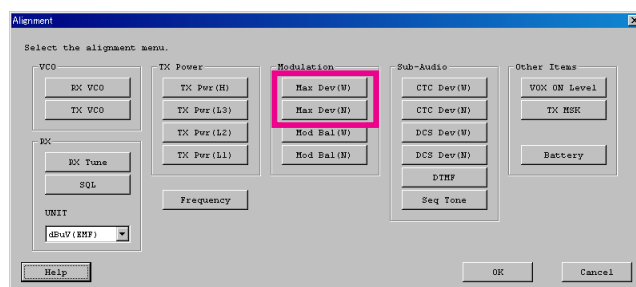 Alignment
Select the alignment menu.
VCO
RX VCO
TX VCO
RX
RX Tune
SQL
UNIT
dBuV(EMF)
TX Power
TX Pwr(H)
TX Pwr(L3)
TX Pwr(L2)
TX Pwr(L1)
Frequency
Modulation
Max Dev(W)
Max Dev(N)
Mod Bal(W)
Mod Bal(N)
Sub-Audio
CTC Dev(W)
CTC Dev(N)
DCS Dev(W)
DCS Dev(N)
DTMF
Seq Tone
Other Items
VOX ON Level
TX MSK
Battery
Help
OK
Cancel